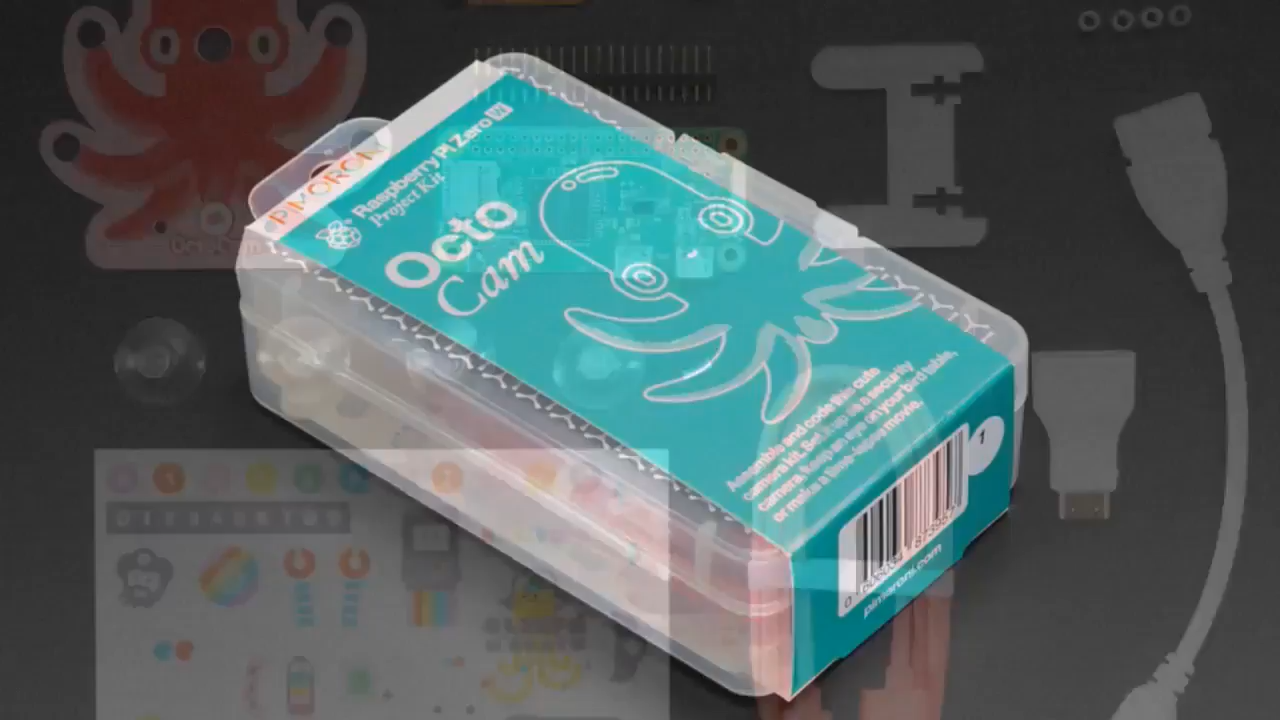 PIMORONI
Raspberry Pi Zero W
Project Kit
Octo
Cam
Assemble and code this cute
camera kit. Set it up as a security
camera, keep an eye on your bird table,
or make a time-lapse movie.
1
pimoroni.com